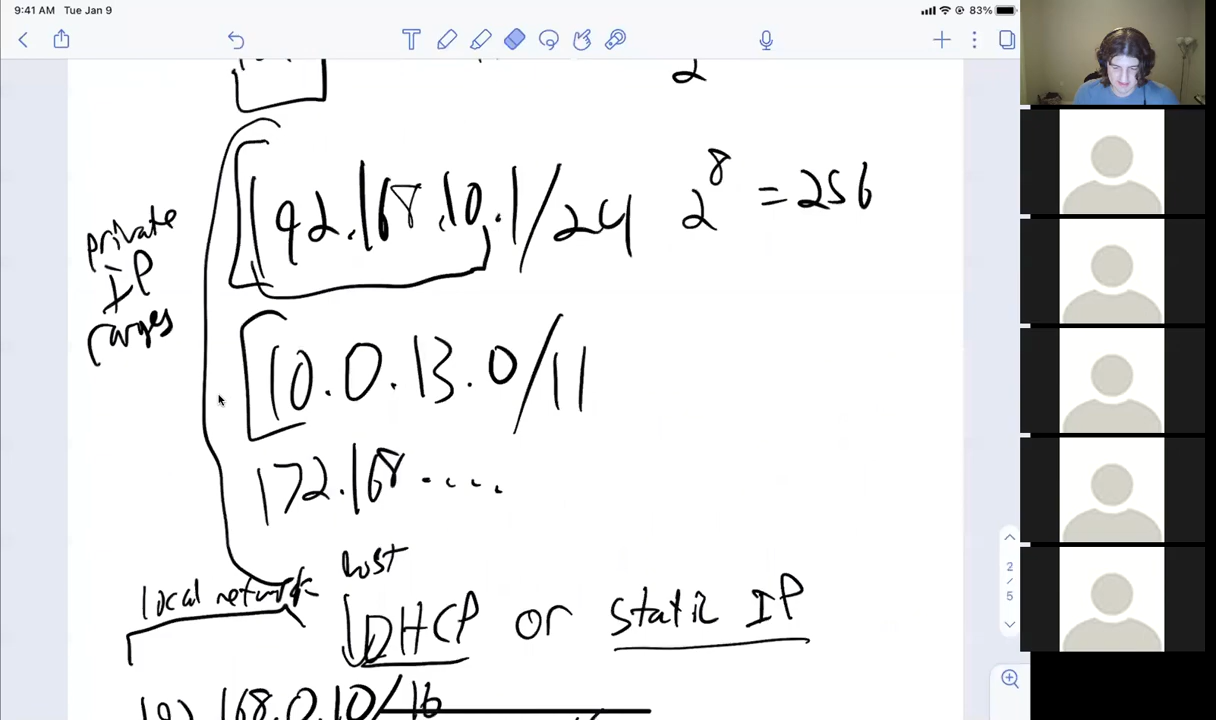 9:41 AM Tue Jan 9
83%
T
2
192.168.10.1/24 2^8 = 256
private
IP
ranges
10.0.13.0/11
172.168.....
host
local network
DHCP or static IP
192.168.0.10/16
2
/
5